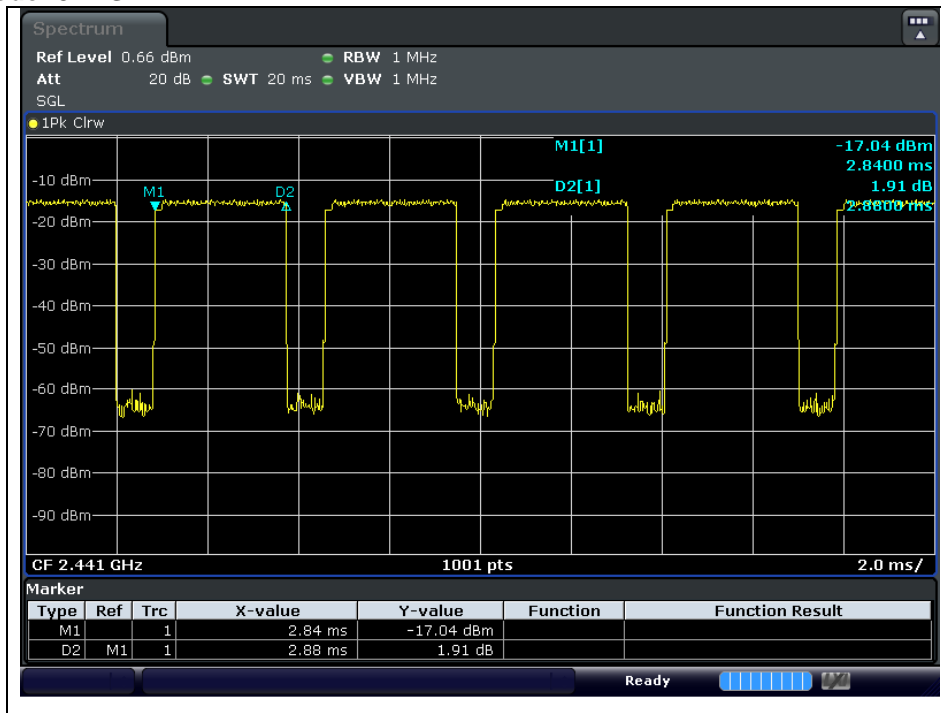 Spectrum
Ref Level 0.66 dBm RBW 1 MHz
Att 20 dB SWT 20 ms VBW 1 MHz
SGL
1Pk Clrw
M1[1] -17.04 dBm
2.8400 ms
D2[1] 1.91 dB
2.8800 ms
M1 D2
-10 dBm
-20 dBm
-30 dBm
-40 dBm
-50 dBm
-60 dBm
-70 dBm
-80 dBm
-90 dBm
CF 2.441 GHz 1001 pts 2.0 ms/
Marker
Type Ref Trc X-value Y-value Function Function Result
M1 1 2.84 ms -17.04 dBm
D2 M1 1 2.88 ms 1.91 dB
Ready